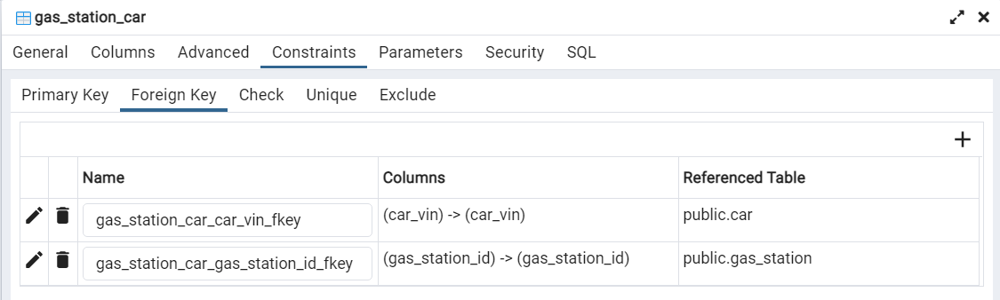 gas_station_car
General Columns Advanced Constraints Parameters Security SQL
Primary Key Foreign Key Check Unique Exclude
Name Columns Referenced Table
gas_station_car_car_vin_fkey (car_vin) -> (car_vin) public.car
gas_station_car_gas_station_id_fkey (gas_station_id) -> (gas_station_id) public.gas_station